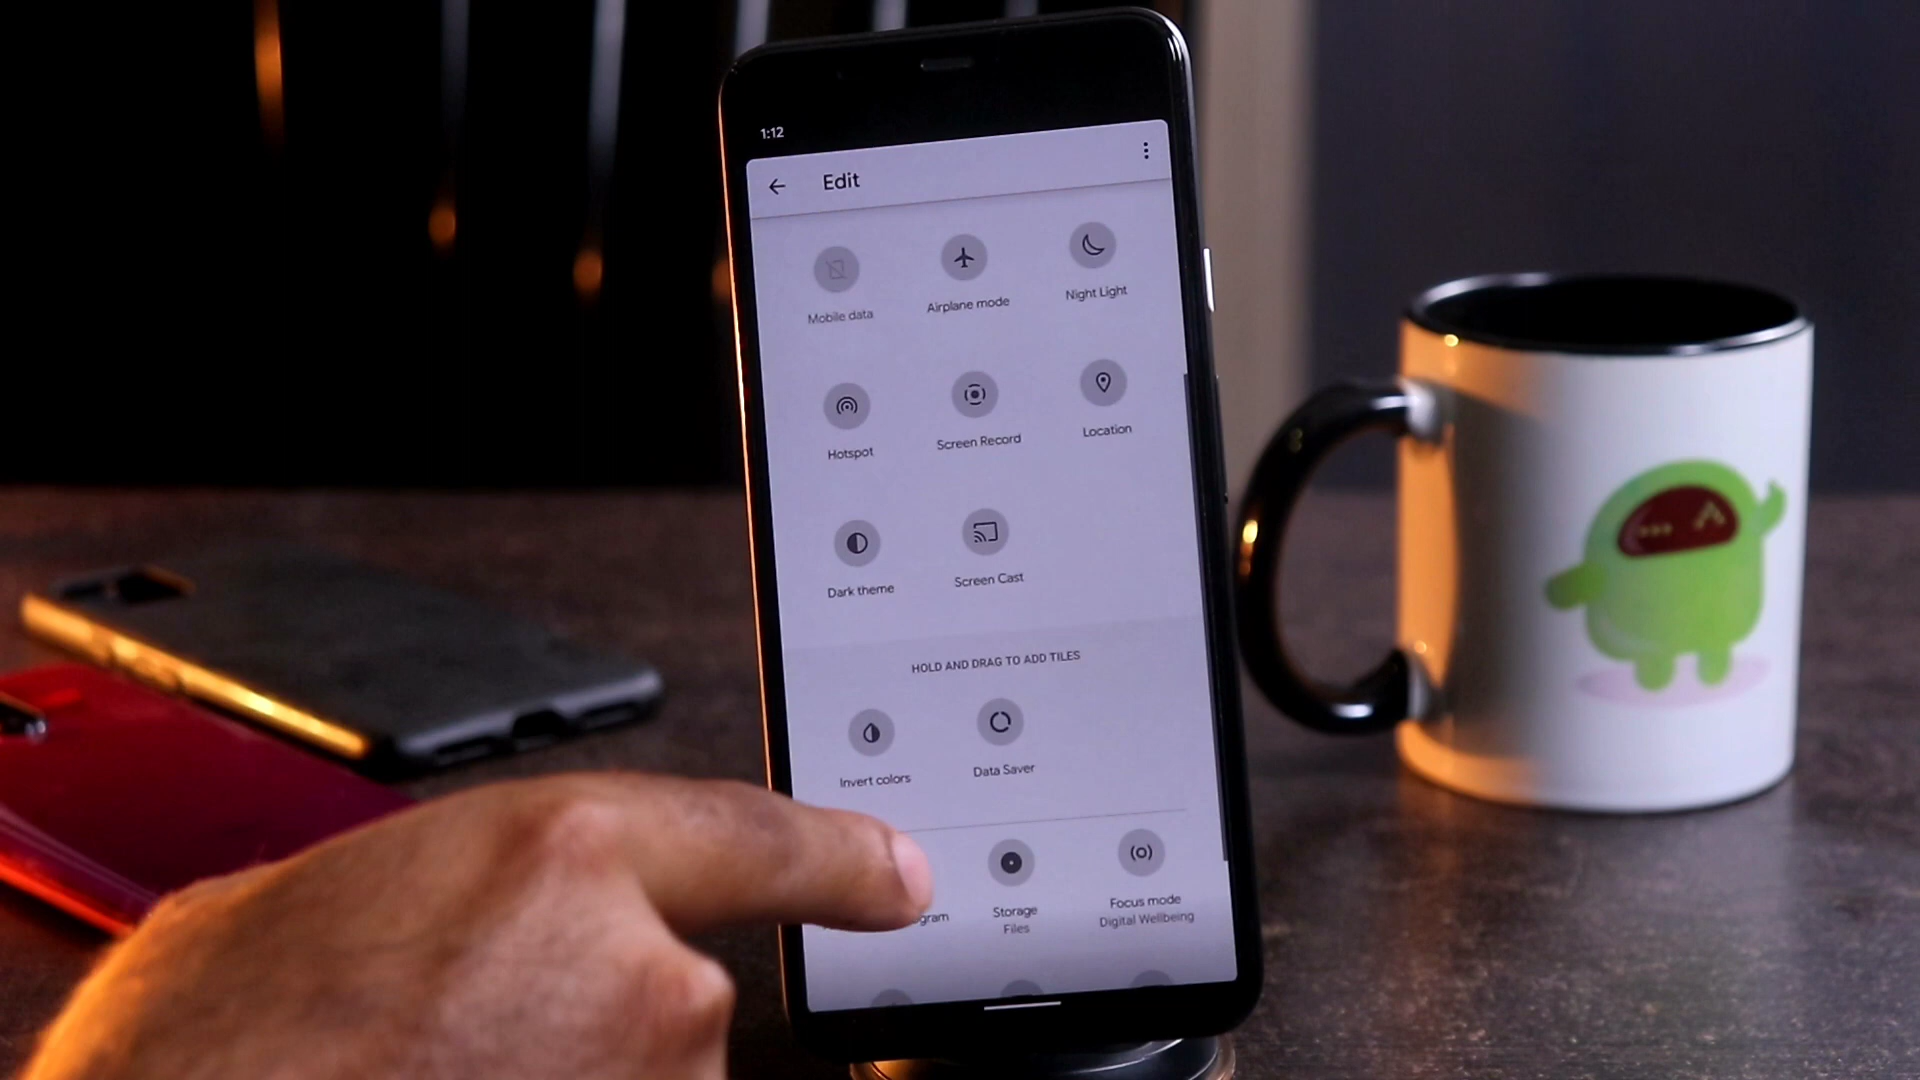 1:12
Edit
Mobile data
Airplane mode
Night Light
Hotspot
Screen Record
Location
Dark theme
Screen Cast
HOLD AND DRAG TO ADD TILES
Invert colors
Data Saver
gram
Storage
Files
Focus mode
Digital Wellbeing